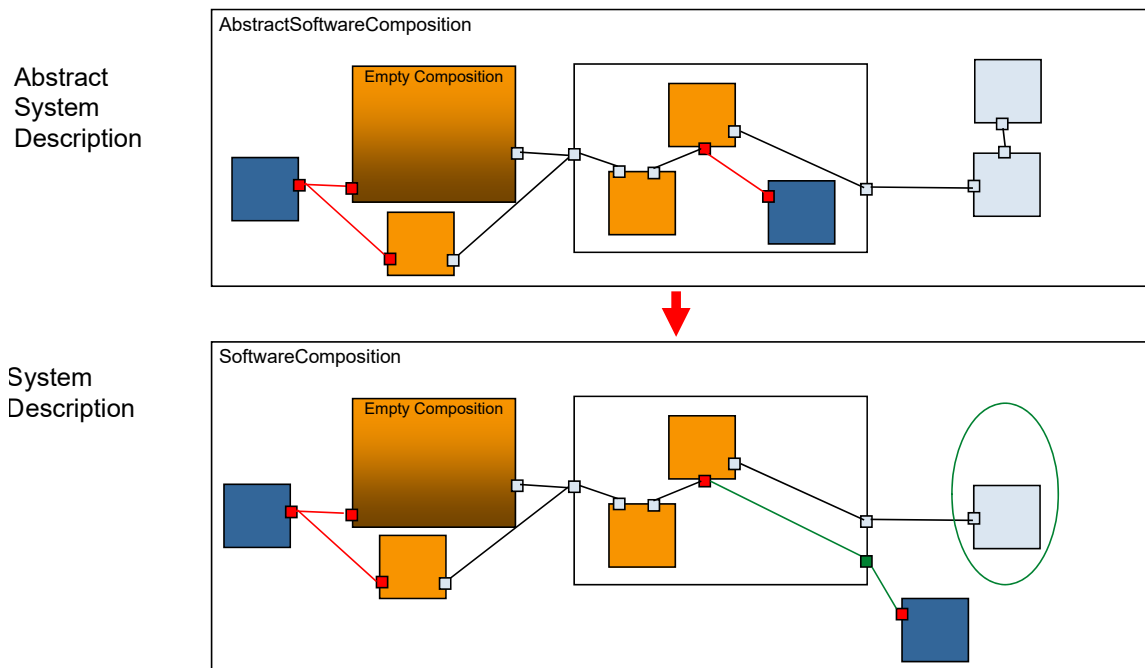 AbstractSoftwareComposition
Abstract
System
Description
Empty Composition
SoftwareComposition
System
Description
Empty Composition